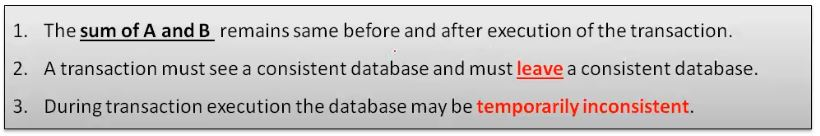 1. The sum of A and B remains same before and after execution of the transaction.
2. A transaction must see a consistent database and must leave a consistent database.
3. During transaction execution the database may be temporarily inconsistent.